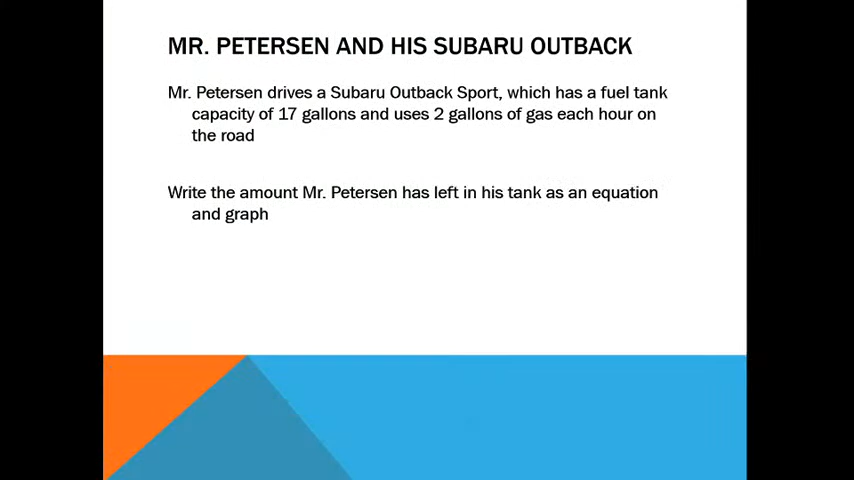 MR. PETERSEN AND HIS SUBARU OUTBACK
Mr. Petersen drives a Subaru Outback Sport, which has a fuel tank
capacity of 17 gallons and uses 2 gallons of gas each hour on
the road
Write the amount Mr. Petersen has left in his tank as an equation
and graph